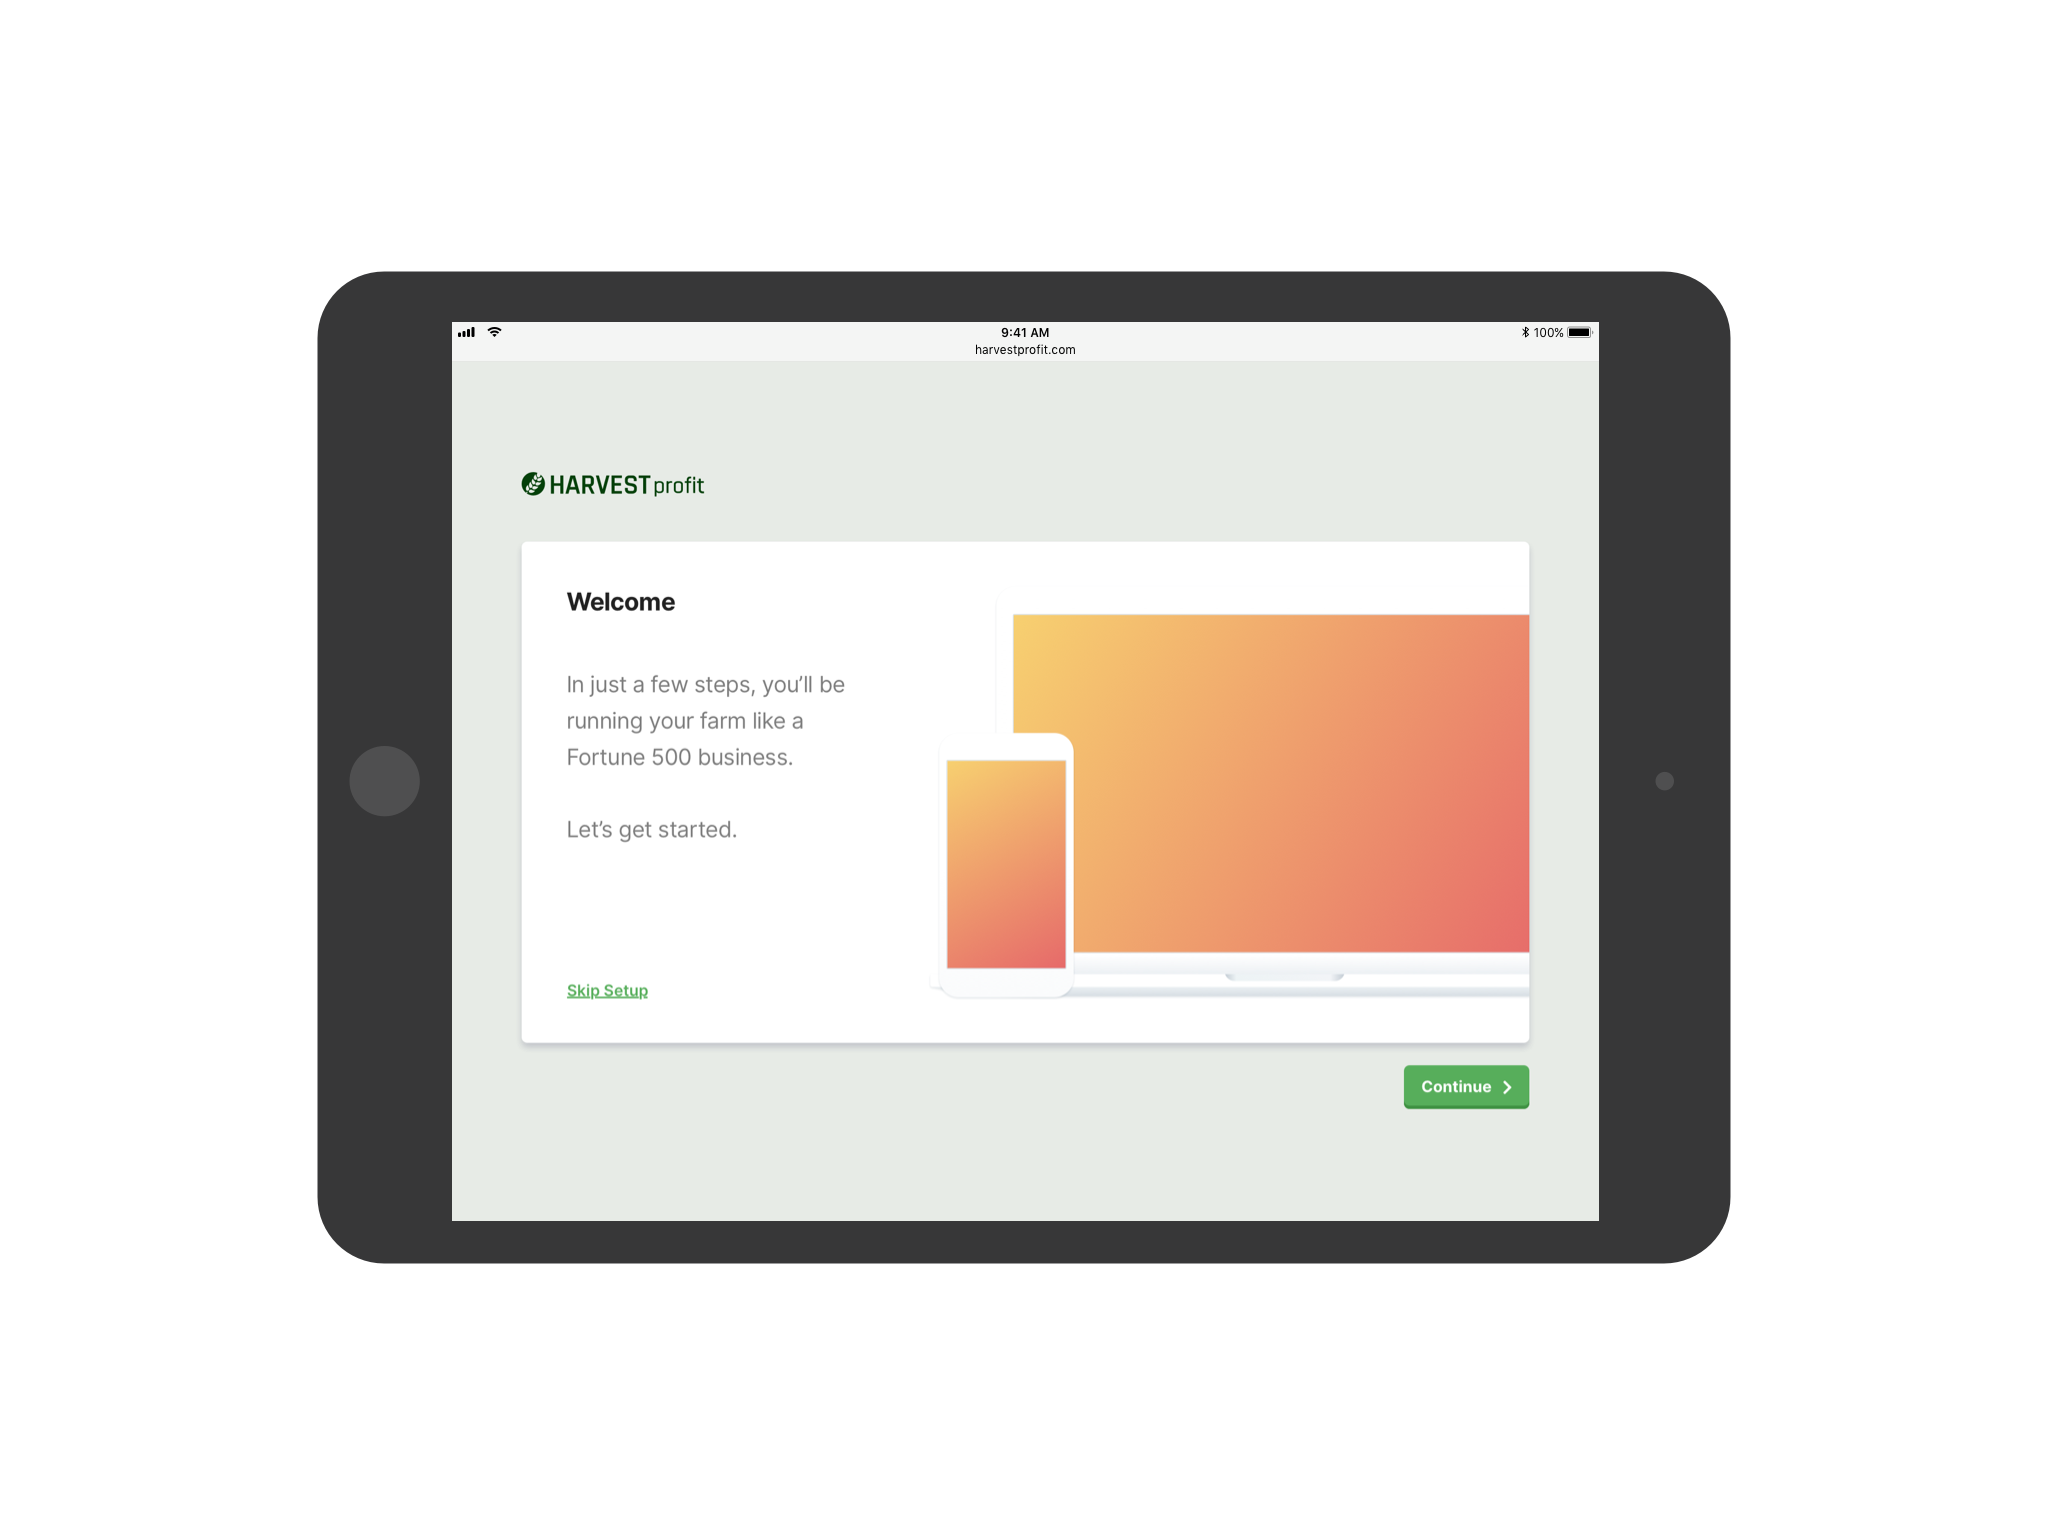 9:41 AM
100%
harvestprofit.com
HARVEST profit
Welcome
In just a few steps, you’ll be
running your farm like a
Fortune 500 business.
Let’s get started.
Skip Setup
Continue